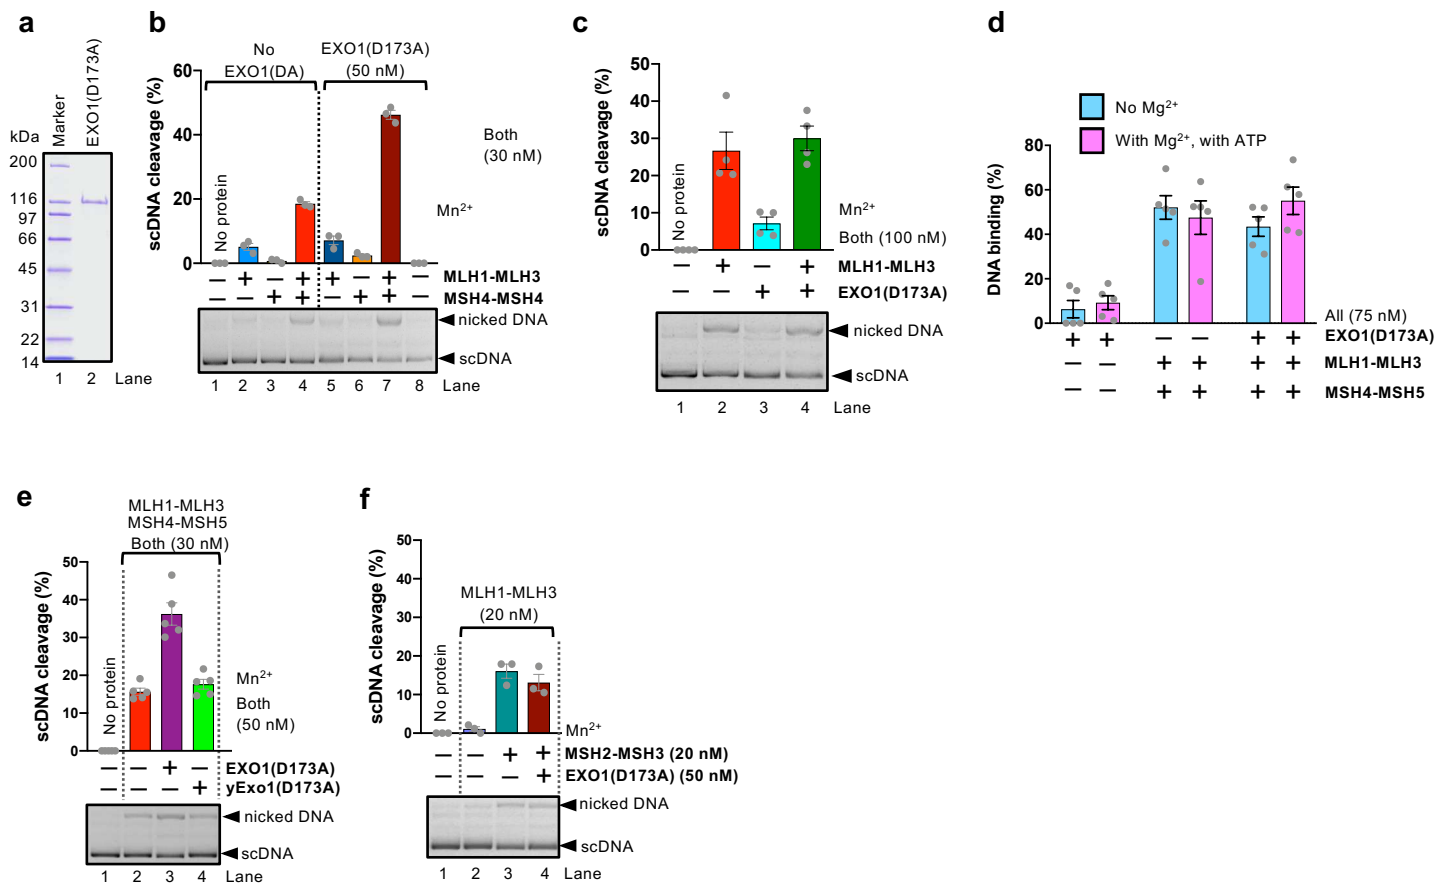 a
kDa
Marker
EXO1(D173A)
200
116
97
66
45
31
22
14
1 2 Lane
b
No
EXO1(DA)
EXO1(D173A)
(50 nM)
scDNA cleavage (%)
60
40
20
0
No protein
Both
(30 nM)
Mn²⁺
– + – + + – + – MLH1-MLH3
– – + + – + + – MSH4-MSH4
nicked DNA
scDNA
1 2 3 4 5 6 7 8 Lane
c
scDNA cleavage (%)
50
40
30
20
10
0
No protein
Mn²⁺
Both (100 nM)
– + – + MLH1-MLH3
– – + + EXO1(D173A)
nicked DNA
scDNA
1 2 3 4 Lane
d
No Mg²⁺
With Mg²⁺, with ATP
DNA binding (%)
80
60
40
20
0
All (75 nM)
+ + – – + + EXO1(D173A)
– – + + + + MLH1-MLH3
– – + + + + MSH4-MSH5
e
MLH1-MLH3
MSH4-MSH5
Both (30 nM)
scDNA cleavage (%)
50
40
30
20
10
0
No protein
Mn²⁺
Both
(50 nM)
– – + – EXO1(D173A)
– – – + yExo1(D173A)
nicked DNA
scDNA
1 2 3 4 Lane
f
MLH1-MLH3
(20 nM)
scDNA cleavage (%)
50
40
30
20
10
0
No protein
Mn²⁺
– – + + MSH2-MSH3 (20 nM)
– – – + EXO1(D173A) (50 nM)
nicked DNA
scDNA
1 2 3 4 Lane